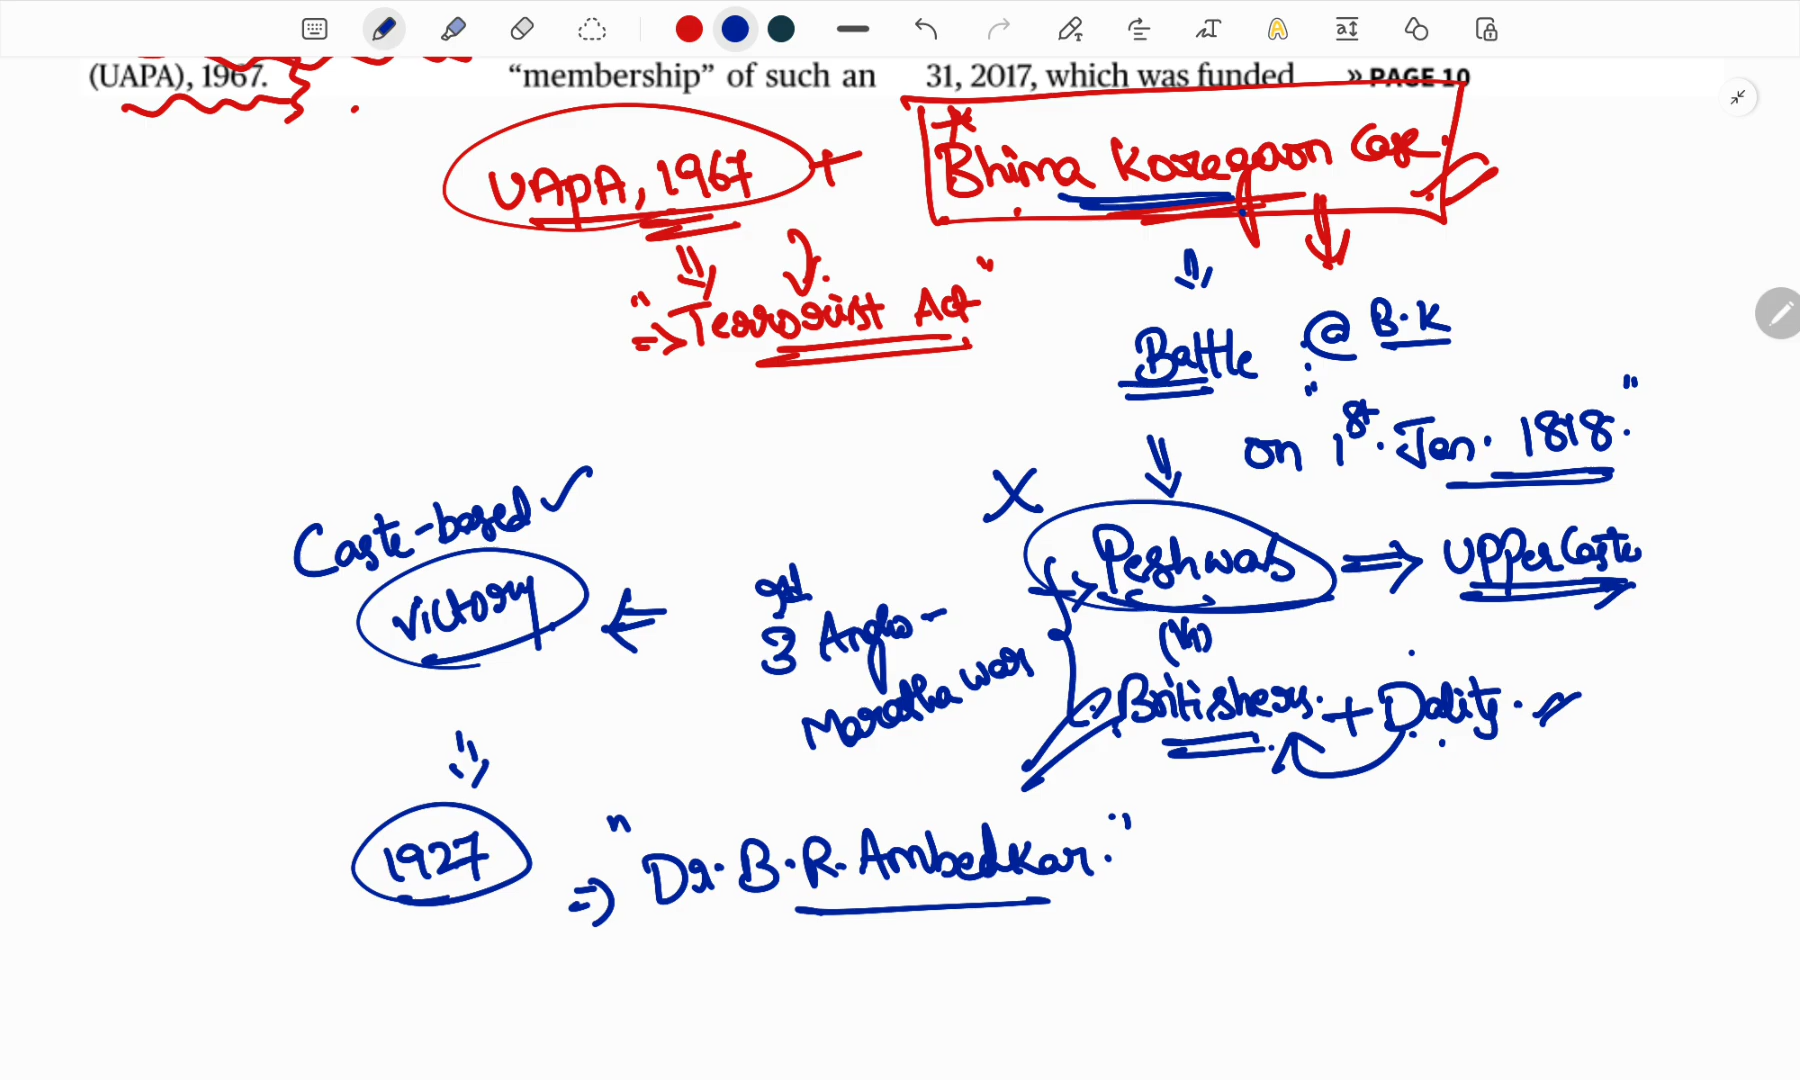 (UAPA), 1967.
"membership" of such an
31, 2017, which was funded
» PAGE 10
UAPA, 1967 +
Bhima Koregaon Case
"Terrorist Act"
Battle @ B.K
on 1st. Jan. 1818.
Caste-based
victory
Peshwas ⇒ Upper Caste
3rd Anglo-
Maratha war
(Vs)
Britishers. + Dalits.
1927 ⇒ "Dr. B.R. Ambedkar."